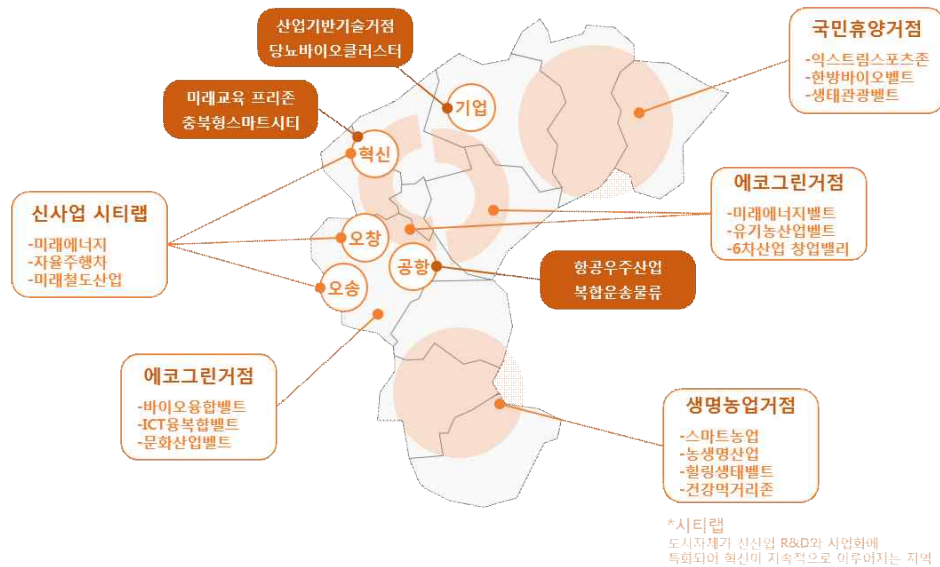 산업기반기술거점
당뇨바이오클러스터
국민휴양거점
-익스트림스포츠존
-한방바이오벨트
-생태관광벨트
미래교육 프리존
충북형스마트시티
기업
혁신
신사업 시티랩
-미래에너지
-자율주행차
-미래철도산업
에코그린거점
-미래에너지벨트
-유기농산업벨트
-6차산업 창업밸리
오창
공항
오송
항공우주산업
복합운송물류
에코그린거점
-바이오융합벨트
-ICT융복합벨트
-문화산업벨트
생명농업거점
-스마트농업
-농생명산업
-힐링생태벨트
-건강먹거리존
*시티랩
도시자체가 신산업 R&D와 사업화에
특화되어 혁신이 지속적으로 이루어지는 지역